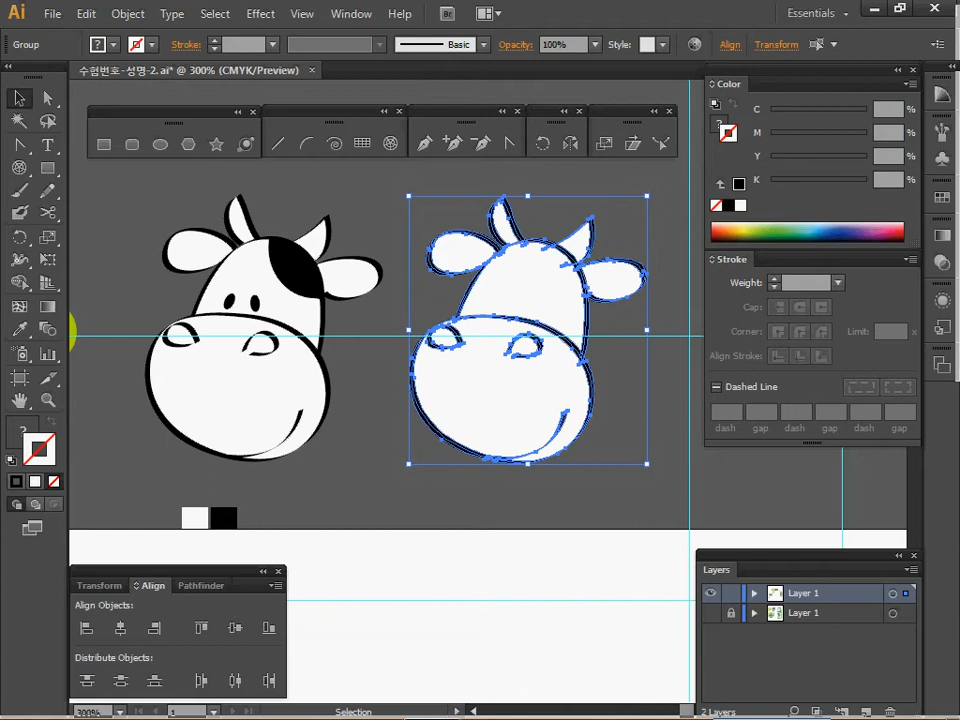 Ai File Edit Object Type Select Effect View Window Help Br Essentials
Group Stroke: Basic Opacity: 100% Style: Align Transform
수험번호-성명-2.ai* @ 300% (CMYK/Preview)
Color
C %
M %
Y %
K %
Stroke
Weight:
Cap:
Corner: Limit: x
Align Stroke:
Dashed Line
dash gap dash gap dash gap
Transform Align Pathfinder
Align Objects:
Distribute Objects:
Layers
Layer 1
Layer 1
2 Layers
300% 1 Selection